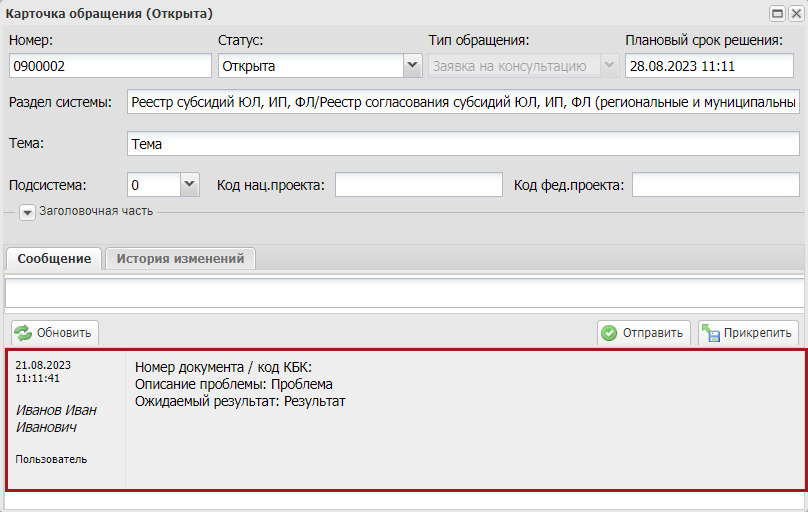 Карточка обращения (Открыта)
Номер: Статус: Тип обращения: Плановый срок решения:
0900002 Открыта Заявка на консультацию 28.08.2023 11:11
Раздел системы: Реестр субсидий ЮЛ, ИП, ФЛ/Реестр согласования субсидий ЮЛ, ИП, ФЛ (региональные и муниципальны
Тема: Тема
Подсистема: 0 Код нац.проекта: Код фед.проекта:
Заголовочная часть
Сообщение История изменений
Обновить Отправить Прикрепить
21.08.2023
11:11:41
Иванов Иван
Иванович
Пользователь
Номер документа / код КБК:
Описание проблемы: Проблема
Ожидаемый результат: Результат